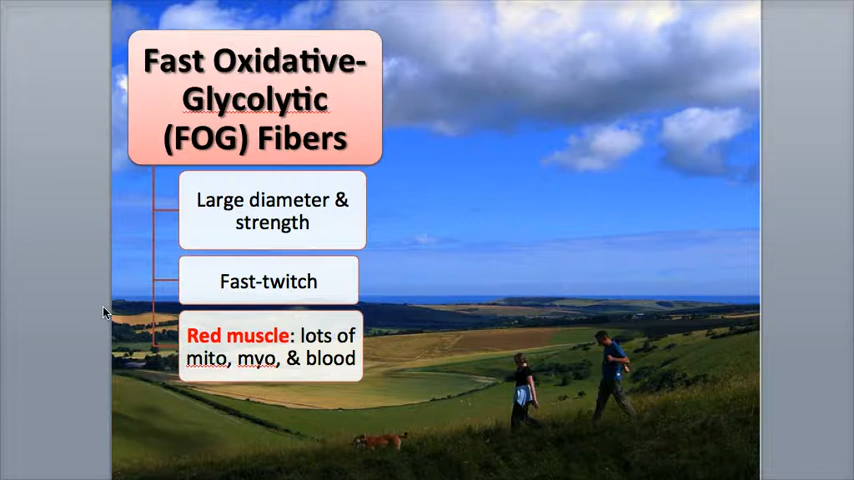 Fast Oxidative-
Glycolytic
(FOG) Fibers
Large diameter &
strength
Fast-twitch
Red muscle: lots of
mito, myo, & blood